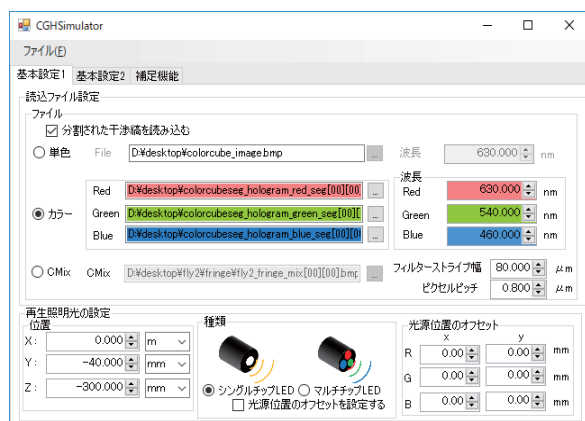 CGHSimulator
ファイル(F)
基本設定1 基本設定2 補足機能
読込ファイル設定
ファイル
分割された干渉縞を読み込む
単色 File D:¥desktop¥colorcube_image.bmp ... 波長 630.000 nm
波長
Red D:¥desktop¥colorcubeseg_hologram_red_seg[00][00] ... Red 630.000 nm
カラー Green D:¥desktop¥colorcubeseg_hologram_green_seg[00][ ... Green 540.000 nm
Blue D:¥desktop¥colorcubeseg_hologram_blue_seg[00][0 ... Blue 460.000 nm
CMix CMix D:¥desktop¥fly2¥fringe¥fly2_fringe_mix[00][00].bmp ... フィルターストライプ幅 80.000 μm
ピクセルピッチ 0.800 μm
再生照明光の設定
位置 種類 光源位置のオフセット
x y
X: 0.000 m
R 0.00 0.00 mm
Y: -40.000 mm
G 0.00 0.00 mm
Z: -300.000 mm
シングルチップLED マルチチップLED
B 0.00 0.00 mm
光源位置のオフセットを設定する